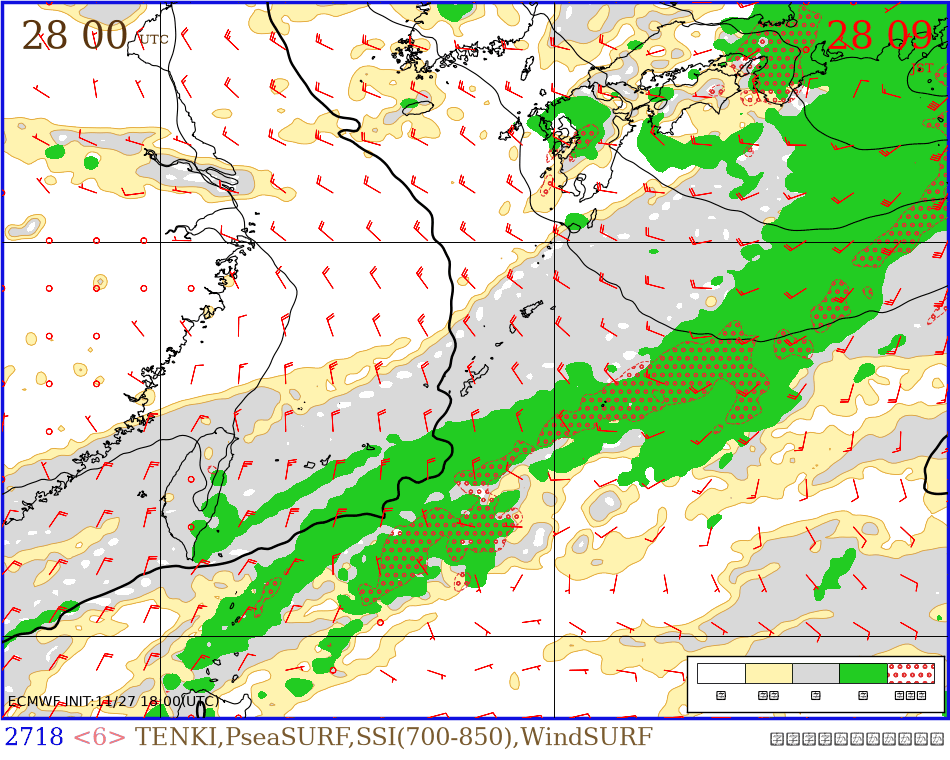 28 00 UTC 28 09
JST
ECMWF INIT:11/27 18:00(UTC)
2718 <6> TENKI,PseaSURF,SSI(700-850),WindSURF